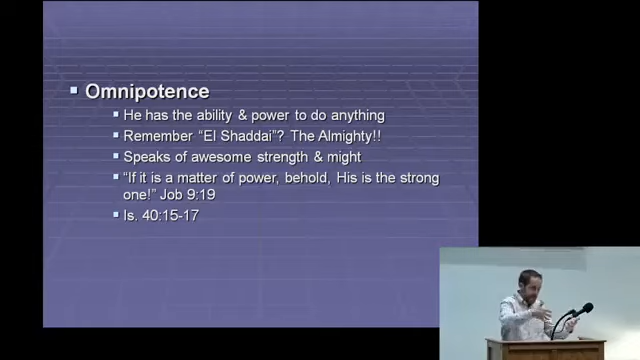 Omnipotence
He has the ability & power to do anything
Remember "El Shaddai"? The Almighty!!
Speaks of awesome strength & might
"If it is a matter of power, behold, His is the strong
one!" Job 9:19
Is. 40:15-17